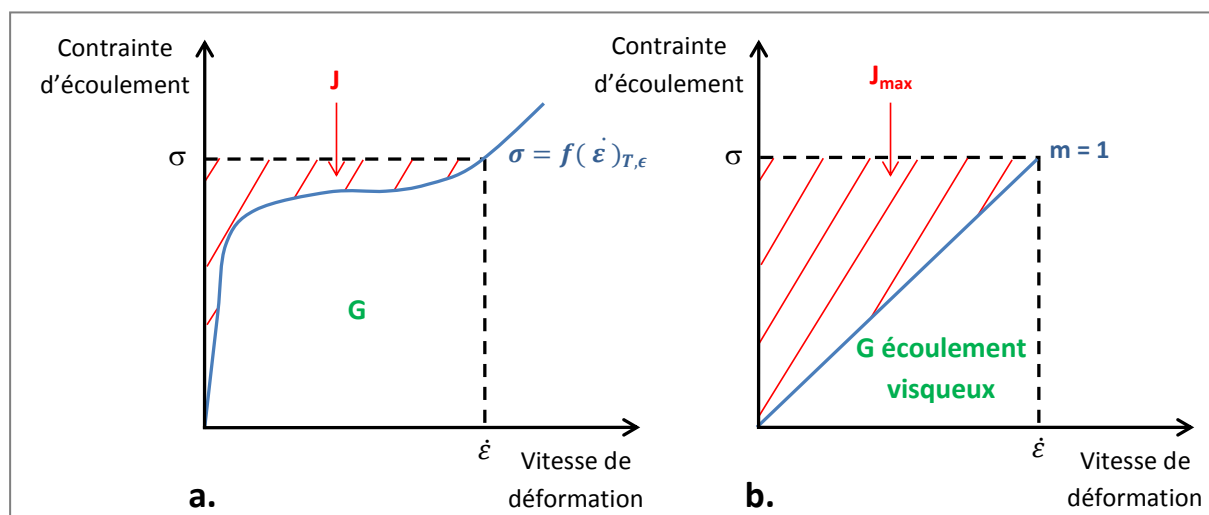 Contrainte
d'écoulement
J
σ
σ = f( ε̇ )T,ϵ
G
ε̇
Vitesse de
déformation
a.
Contrainte
d'écoulement
Jmax
σ
m = 1
G écoulement
visqueux
ε̇
Vitesse de
déformation
b.